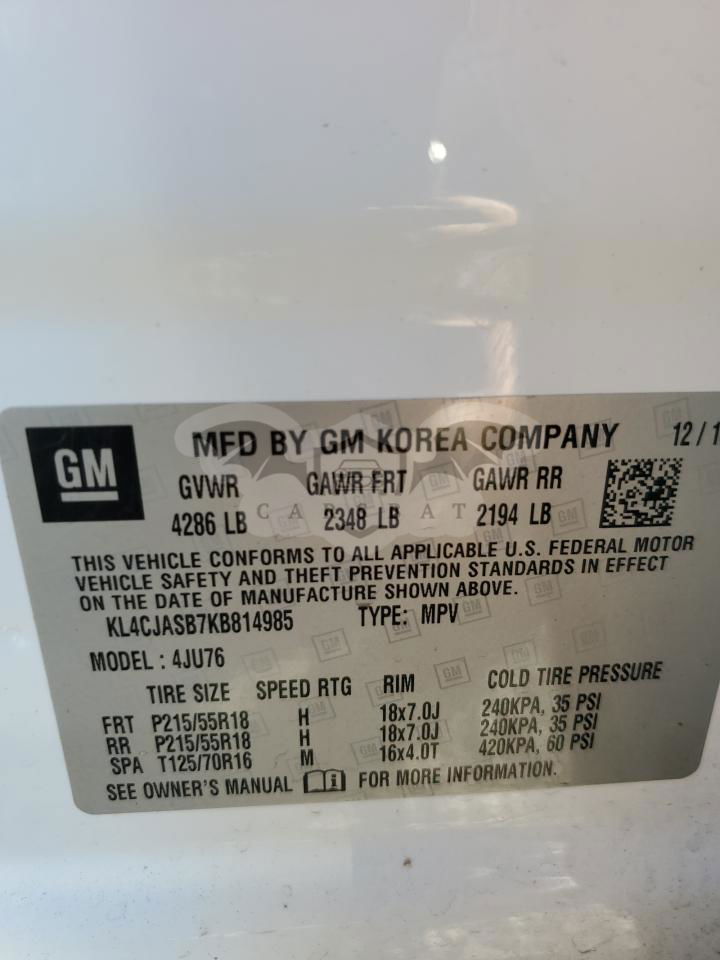 GM
MFD BY GM KOREA COMPANY 12/1
GVWR GAWR FRT GAWR RR
4286 LB 2348 LB 2194 LB
THIS VEHICLE CONFORMS TO ALL APPLICABLE U.S. FEDERAL MOTOR
VEHICLE SAFETY AND THEFT PREVENTION STANDARDS IN EFFECT
ON THE DATE OF MANUFACTURE SHOWN ABOVE.
KL4CJASB7KB814985 TYPE: MPV
MODEL: 4JU76
TIRE SIZE SPEED RTG RIM COLD TIRE PRESSURE
FRT P215/55R18 H 18x7.0J 240KPA, 35 PSI
RR P215/55R18 H 18x7.0J 240KPA, 35 PSI
SPA T125/70R16 M 16x4.0T 420KPA, 60 PSI
SEE OWNER'S MANUAL FOR MORE INFORMATION.